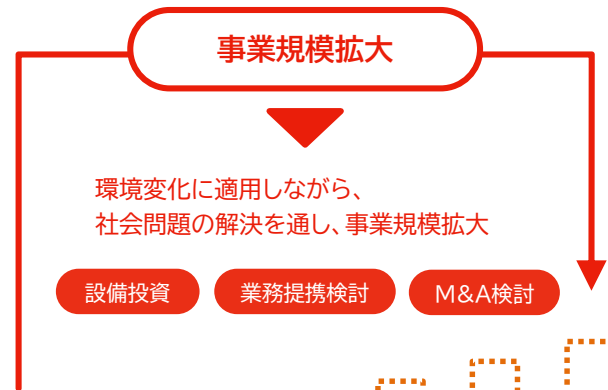 事業規模拡大
環境変化に適用しながら、
社会問題の解決を通し、事業規模拡大
設備投資
業務提携検討
M&A検討